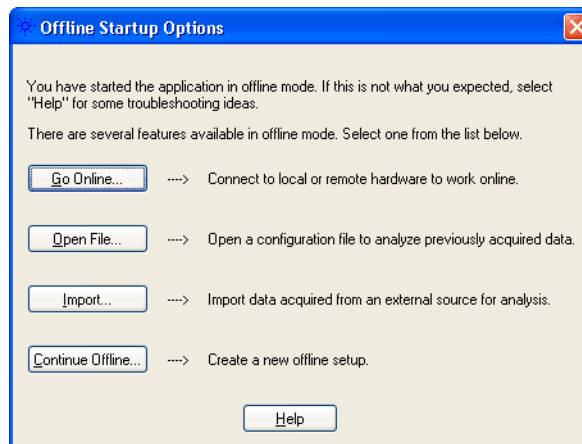 Offline Startup Options
You have started the application in offline mode. If this is not what you expected, select
"Help" for some troubleshooting ideas.
There are several features available in offline mode. Select one from the list below.
Go Online... ----> Connect to local or remote hardware to work online.
Open File... ----> Open a configuration file to analyze previously acquired data.
Import... ----> Import data acquired from an external source for analysis.
Continue Offline... ----> Create a new offline setup.
Help